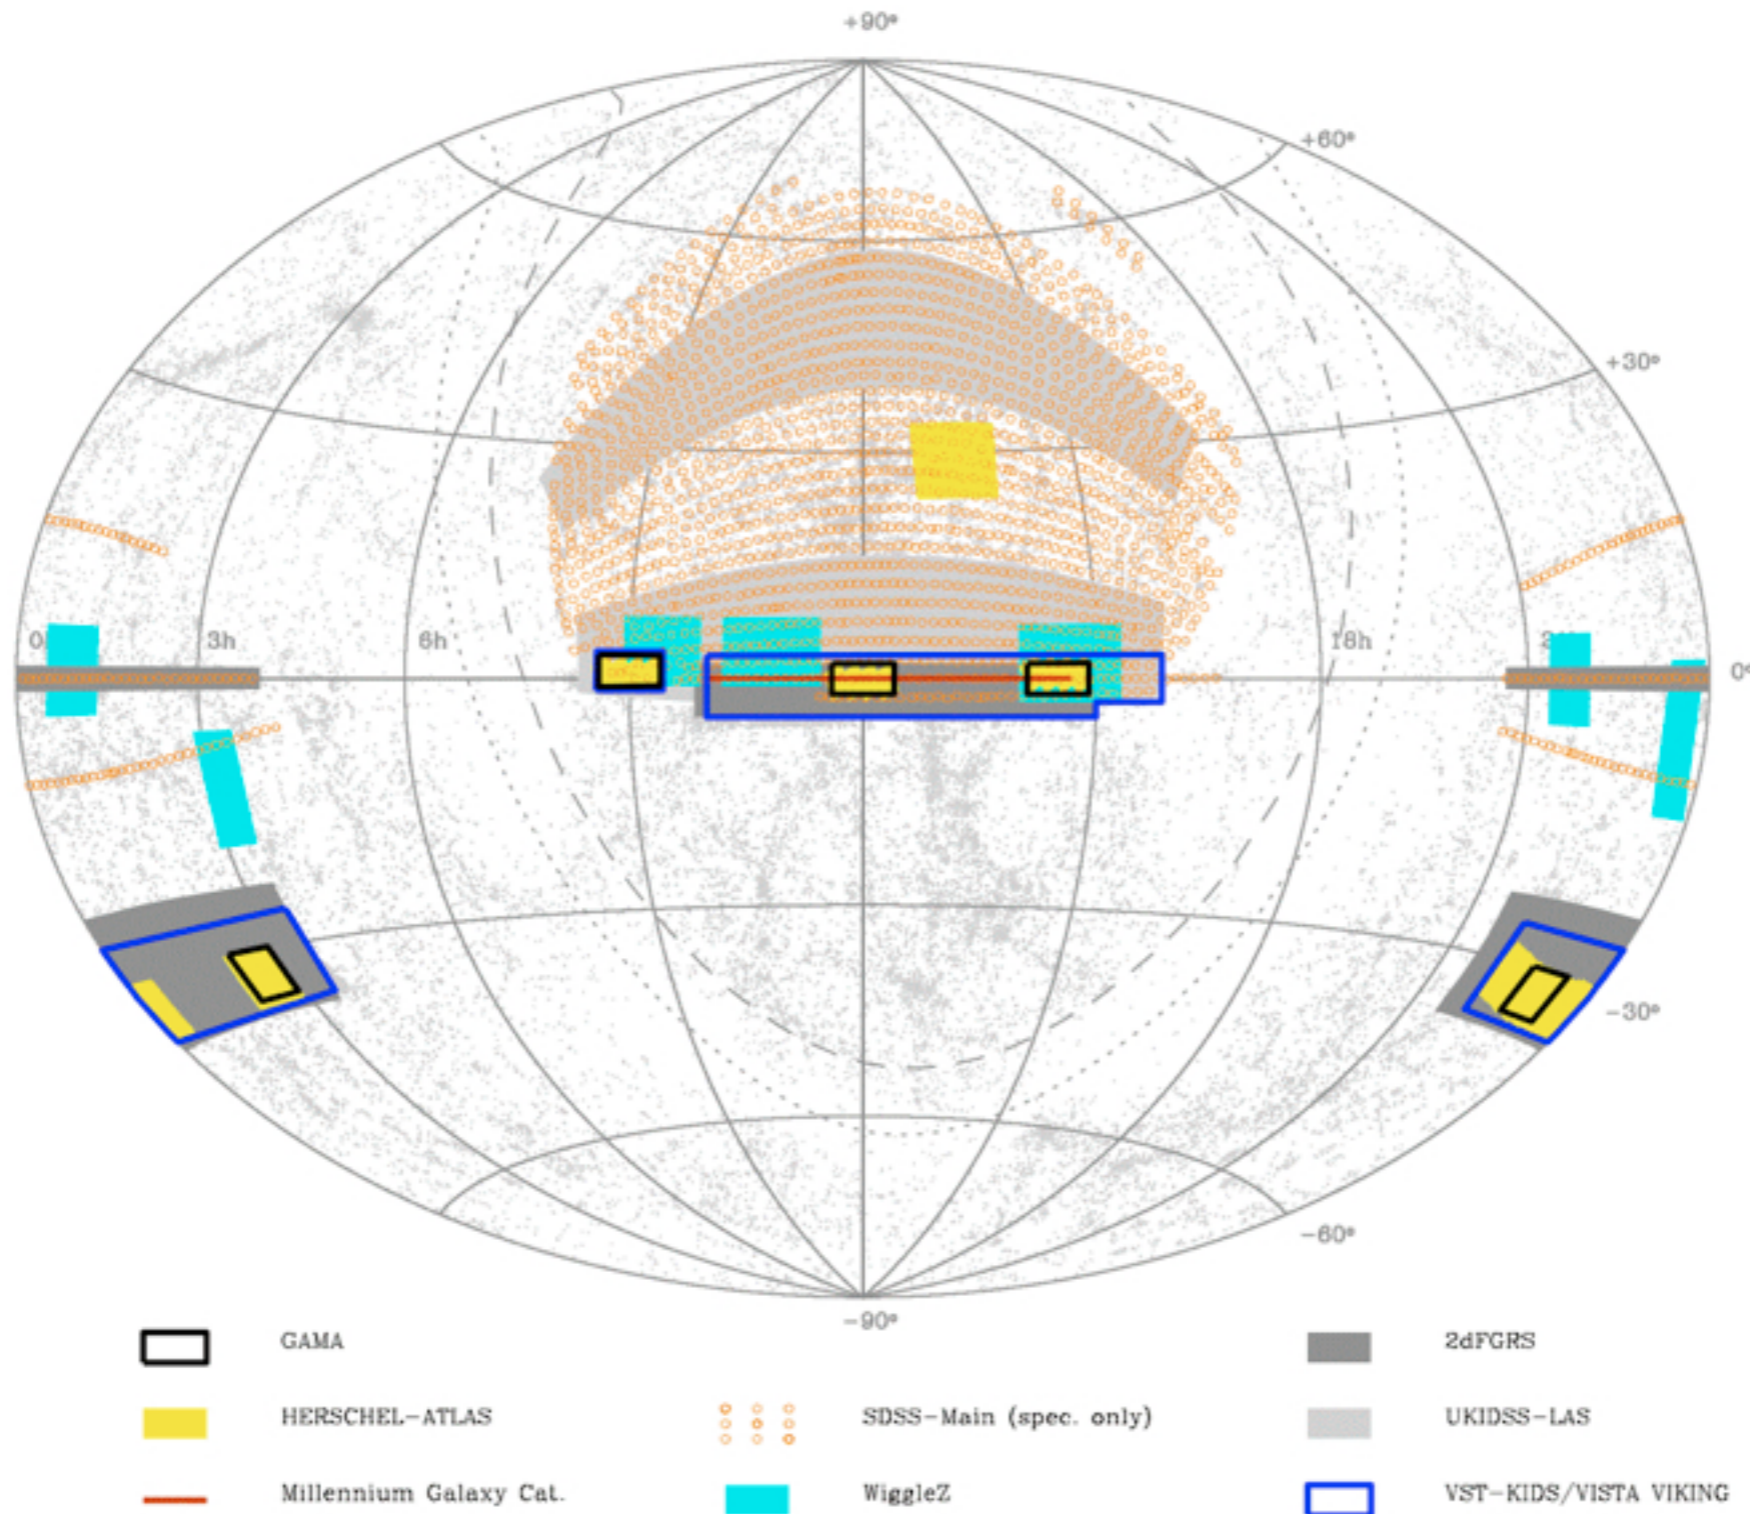 +90°
+60°
+30°
0 3h 6h 18h 0°
-30°
-60°
-90°
GAMA 2dFGRS
HERSCHEL-ATLAS SDSS-Main (spec. only) UKIDSS-LAS
Millennium Galaxy Cat. WiggleZ VST-KIDS/VISTA VIKING